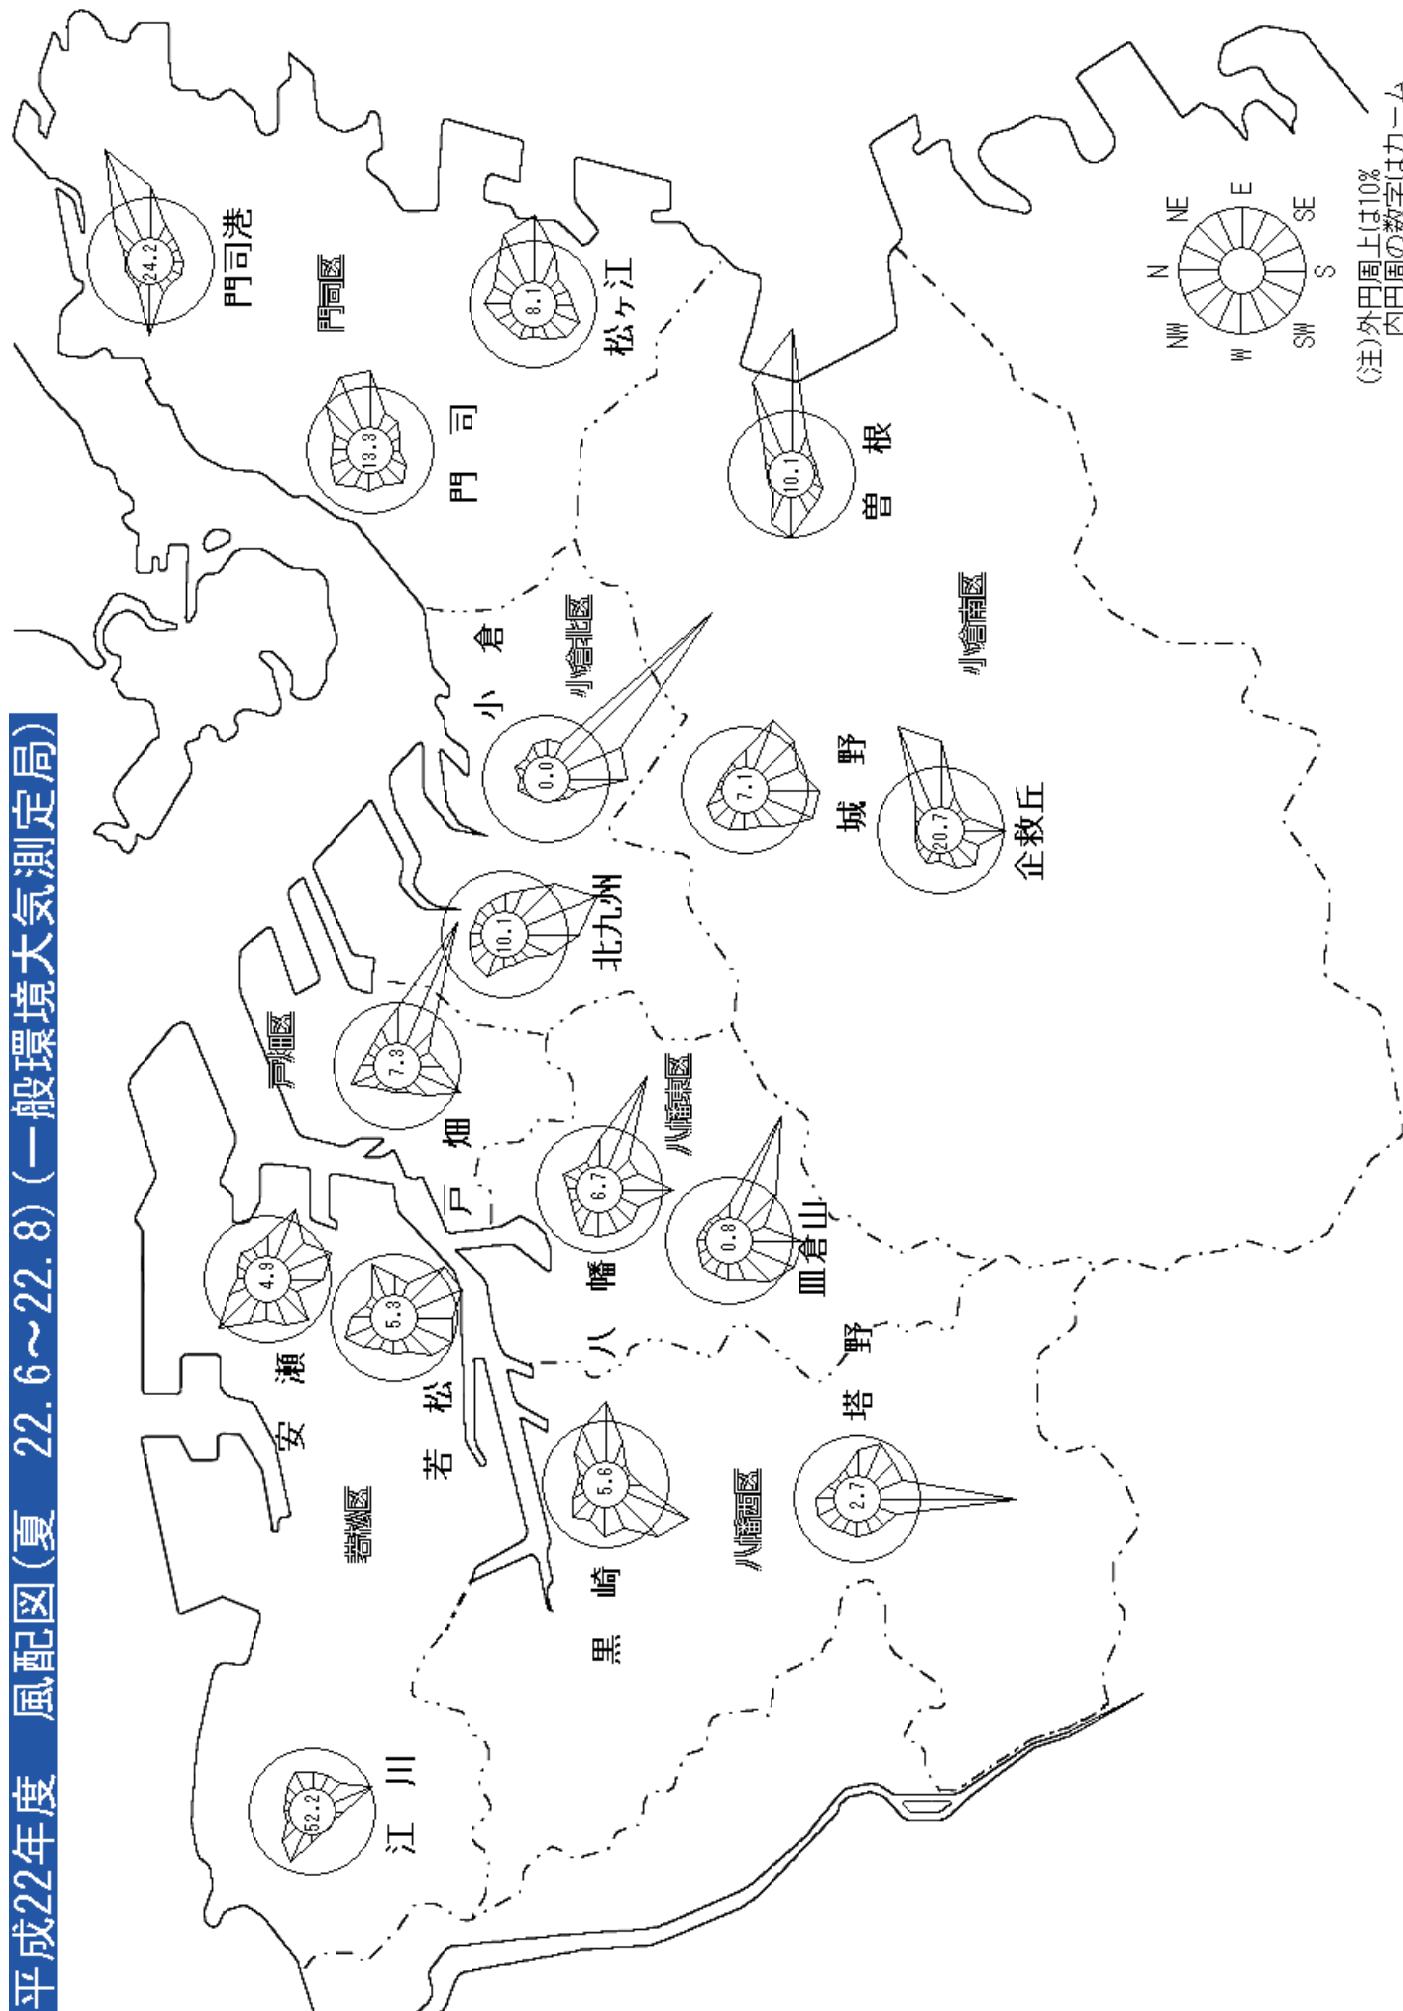 平成22年度　風配図(夏　22.6～22.8)(一般環境大気測定局)
門司港
24.2
門司区
門司
13.3
松ヶ江
8.1
曽根
10.1
小倉
0.0
小倉北区
小倉南区
城野
7.1
企救丘
20.7
北九州
10.1
戸畑区
戸畑
7.3
八幡東区
八幡
6.7
皿倉山
0.8
安瀬
4.9
若松
5.3
若松区
黒崎
5.6
八幡西区
塔野
2.7
江川
52.2
N
NE
E
SE
S
SW
W
NW
(注)外円周上は10%
内円周の数字はカーム